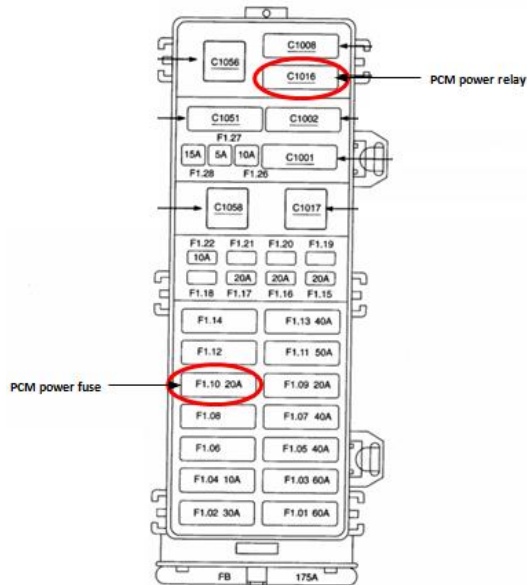 C1008
C1056
C1016
PCM power relay
C1051
C1002
F1.27
15A 5A 10A
C1001
F1.28 F1.26
C1058
C1017
F1.22 F1.21 F1.20 F1.19
10A
20A 20A 20A
F1.18 F1.17 F1.16 F1.15
F1.14
F1.13 40A
F1.12
F1.11 50A
PCM power fuse
F1.10 20A
F1.09 20A
F1.08
F1.07 40A
F1.06
F1.05 40A
F1.04 10A
F1.03 60A
F1.02 30A
F1.01 60A
FB
175A